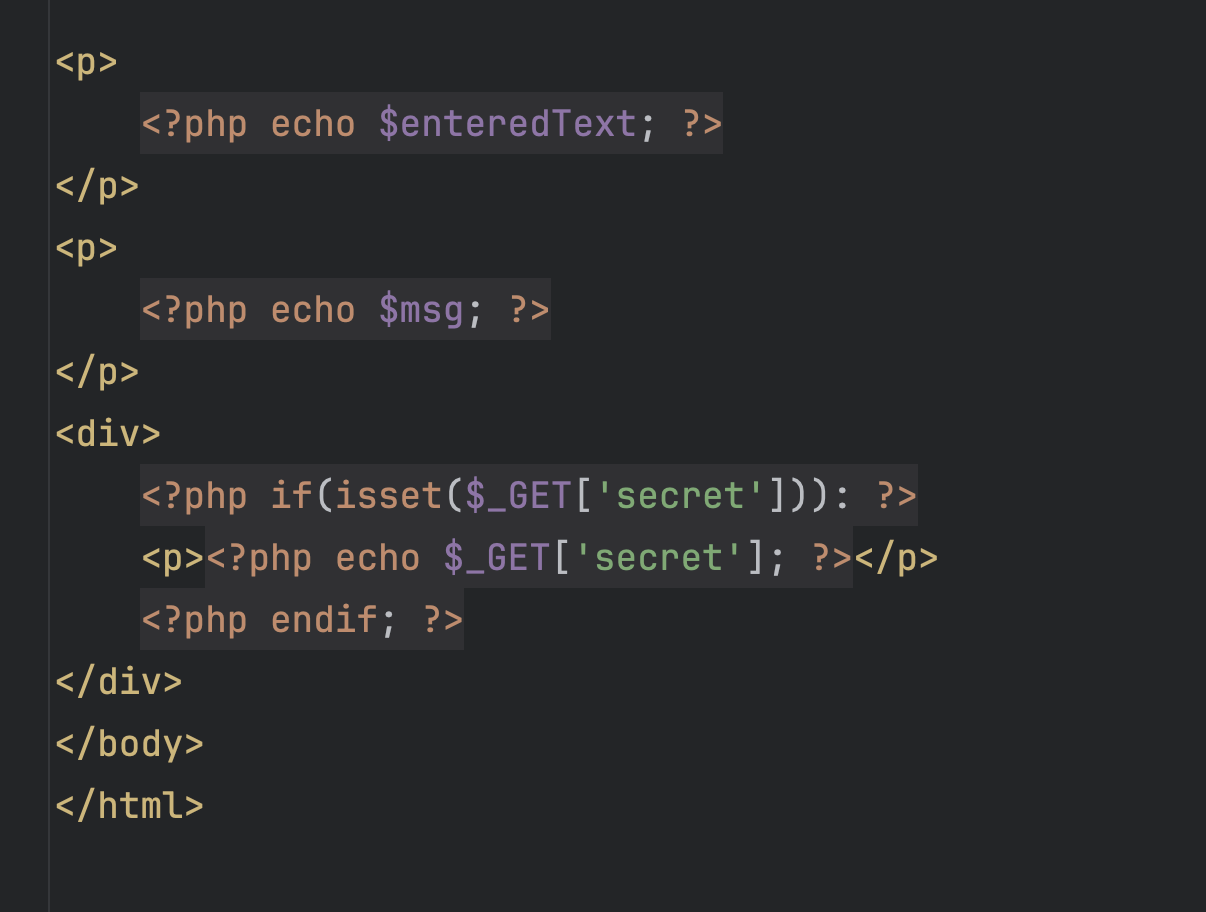 <p>
<?php echo $enteredText; ?>
</p>
<p>
<?php echo $msg; ?>
</p>
<div>
<?php if(isset($_GET['secret'])): ?>
<p><?php echo $_GET['secret']; ?></p>
<?php endif; ?>
</div>
</body>
</html>